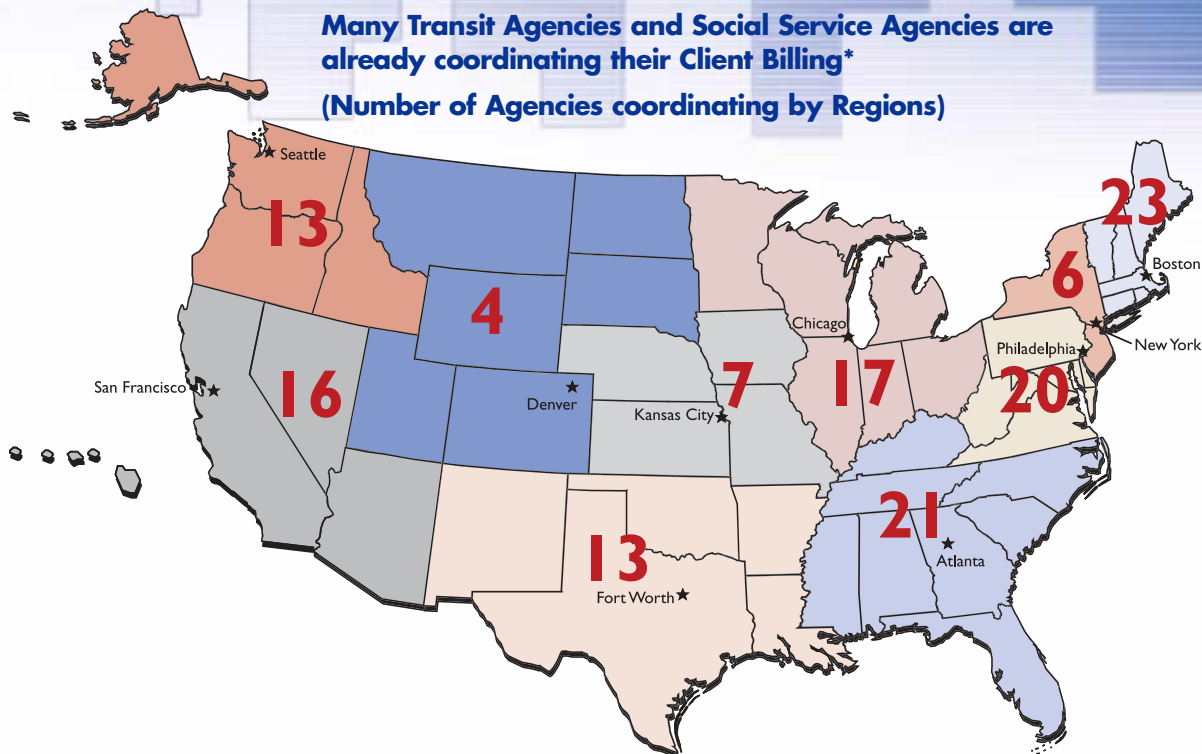 Many Transit Agencies and Social Service Agencies are
already coordinating their Client Billing*
(Number of Agencies coordinating by Regions)
Seattle
13
23
6
Boston
4
Chicago
New York
Philadelphia
San Francisco
16
Denver
7
17
20
Kansas City
21
13
Atlanta
Fort Worth